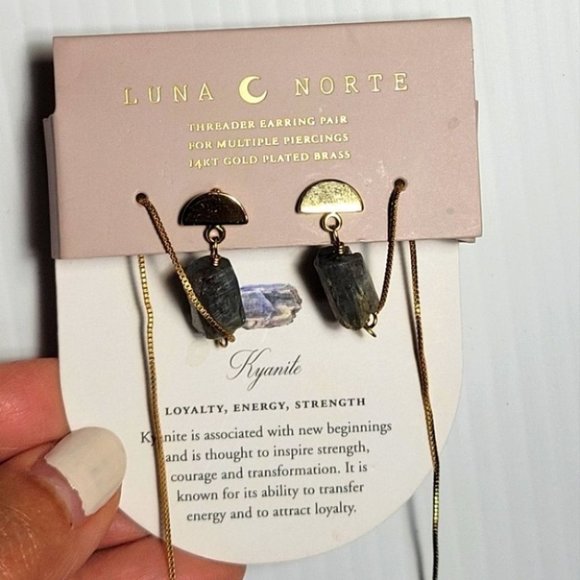 LUNA NORTE
THREADER EARRING PAIR
FOR MULTIPLE PIERCINGS
14KT GOLD PLATED BRASS
Kyanite
LOYALTY, ENERGY, STRENGTH
Kyanite is associated with new beginnings
and is thought to inspire strength,
courage and transformation. It is
known for its ability to transfer
energy and to attract loyalty.